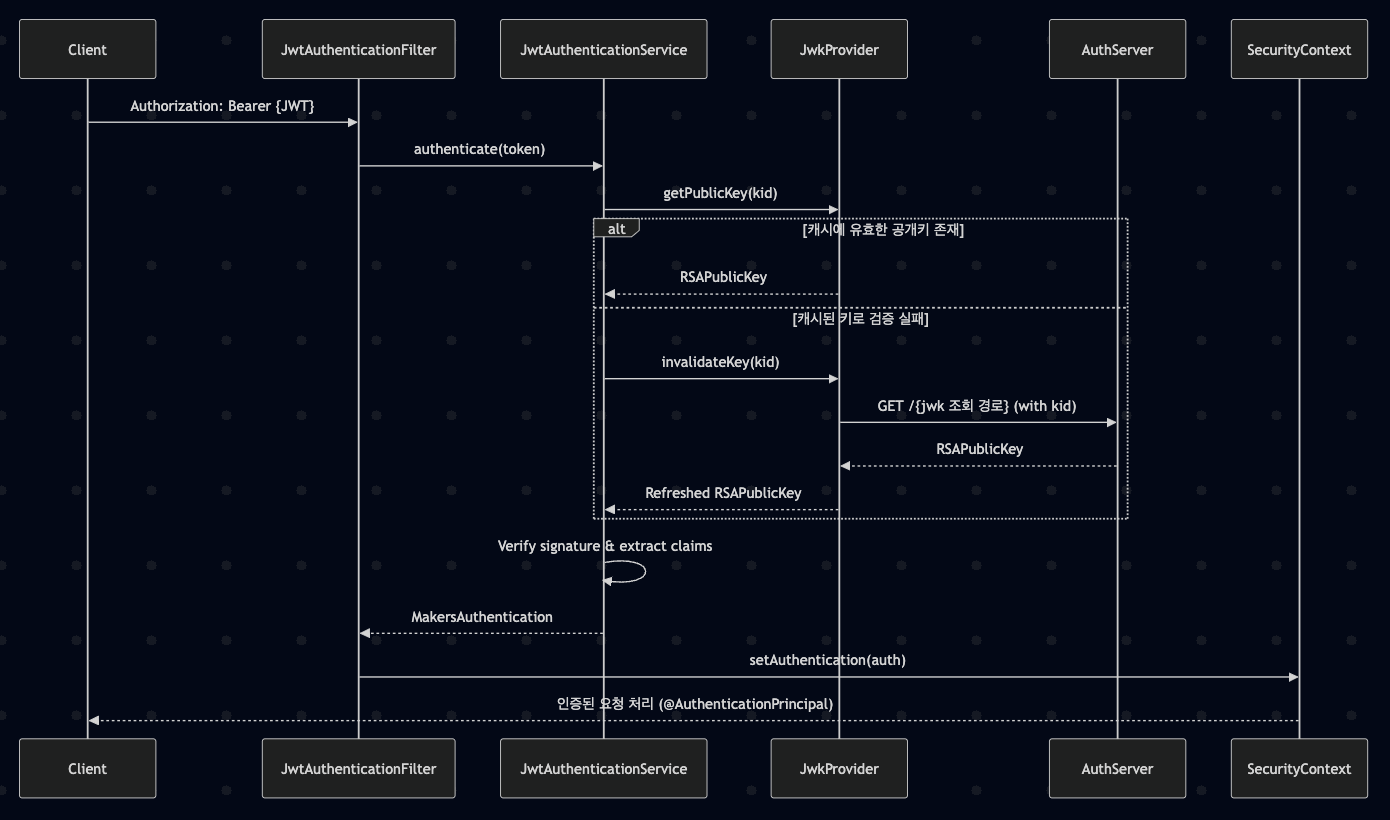 Client
JwtAuthenticationFilter
JwtAuthenticationService
JwkProvider
AuthServer
SecurityContext
Authorization: Bearer {JWT}
authenticate(token)
getPublicKey(kid)
alt
[캐시에 유효한 공개키 존재]
RSAPublicKey
[캐시된 키로 검증 실패]
invalidateKey(kid)
GET /{jwk 조회 경로} (with kid)
RSAPublicKey
Refreshed RSAPublicKey
Verify signature & extract claims
MakersAuthentication
setAuthentication(auth)
인증된 요청 처리 (@AuthenticationPrincipal)
Client
JwtAuthenticationFilter
JwtAuthenticationService
JwkProvider
AuthServer
SecurityContext